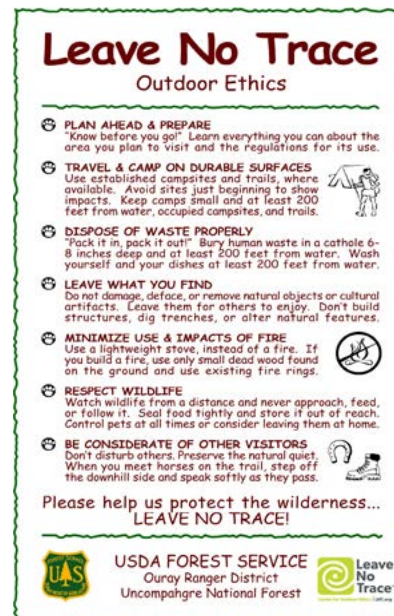 Leave No Trace
Outdoor Ethics
PLAN AHEAD & PREPARE
"Know before you go!" Learn everything you can about the
area you plan to visit and the regulations for its use.
TRAVEL & CAMP ON DURABLE SURFACES
Use established campsites and trails, where
available. Avoid sites just beginning to show
impacts. Keep camps small and at least 200
feet from water, occupied campsites, and trails.
DISPOSE OF WASTE PROPERLY
"Pack it in, pack it out!" Bury human waste in a cathole 6-
8 inches deep and at least 200 feet from water. Wash
yourself and your dishes at least 200 feet from water.
LEAVE WHAT YOU FIND
Do not damage, deface, or remove natural objects or cultural
artifacts. Leave them for others to enjoy. Don't build
structures, dig trenches, or alter natural features.
MINIMIZE USE & IMPACTS OF FIRE
Use a lightweight stove, instead of a fire. If
you build a fire, use only small dead wood found
on the ground and use existing fire rings.
RESPECT WILDLIFE
Watch wildlife from a distance and never approach, feed,
or follow it. Seal food tightly and store it out of reach.
Control pets at all times or consider leaving them at home.
BE CONSIDERATE OF OTHER VISITORS
Don't disturb others. Preserve the natural quiet.
When you meet horses on the trail, step off
the downhill side and speak softly as they pass.
Please help us protect the wilderness...
LEAVE NO TRACE!
UAS
USDA FOREST SERVICE
Ouray Ranger District
Uncompahgre National Forest
Leave
No
Trace